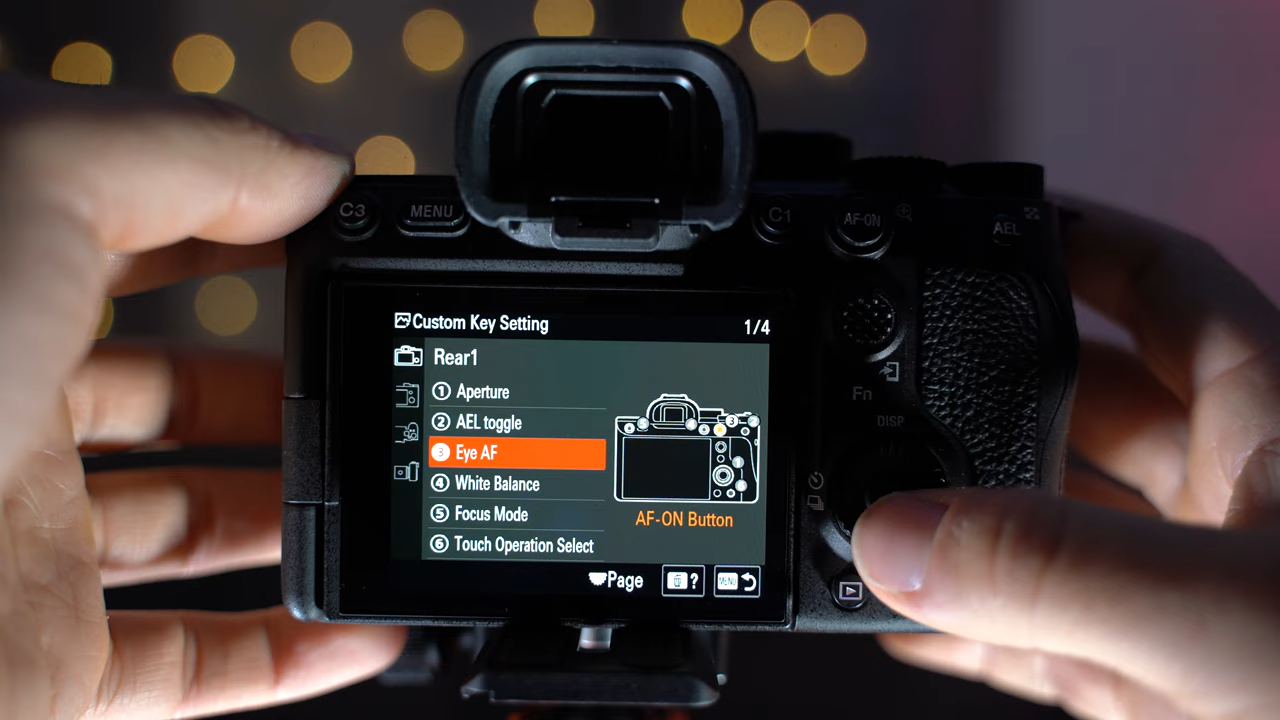 C3
MENU
C1
AF-ON
AEL
Custom Key Setting 1/4
Rear1
① Aperture
② AEL toggle
③ Eye AF
④ White Balance
⑤ Focus Mode
⑥ Touch Operation Select
AF-ON Button
Page
?
MENU
Fn
DISP